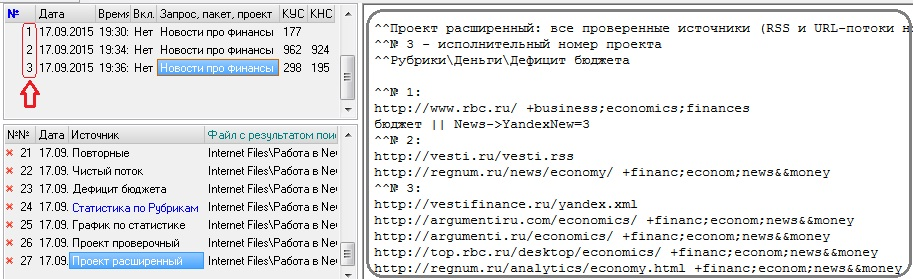 № Дата Время Вкл. Запрос, пакет, проект КУС КНС
1 17.09.2015 19:30: Нет Новости про финансы 177
2 17.09.2015 19:34: Нет Новости про финансы 962 924
3 17.09.2015 19:36: Нет Новости про финансы 298 195
№№ Дата Источник Файл с результатом поис
21 17.09. Повторные Internet Files\Работа в Ne
22 17.09. Чистый поток Internet Files\Работа в Ne
23 17.09. Дефицит бюджета Internet Files\Работа в Ne
24 17.09. Статистика по Рубрикам Internet Files\Работа в Ne
25 17.09. График по статистике Internet Files\Работа в Ne
26 17.09. Проект проверочный Internet Files\Работа в Ne
27 17.09. Проект расширенный Internet Files\Работа в Ne
^^Проект расширенный: все проверенные источники (RSS и URL-потоки но
^^№ 3 - исполнительный номер проекта
^^Рубрики\Деньги\Дефицит бюджета
^^№ 1:
http://www.rbc.ru/ +business;economics;finances
бюджет || News->YandexNew=3
^^№ 2:
http://vesti.ru/vesti.rss
http://regnum.ru/news/economy/ +financ;econom;news&&money
^^№ 3:
http://vestifinance.ru/yandex.xml
http://argumentiru.com/economics/ +financ;econom;news&&money
http://argumenti.ru/economics/ +financ;econom;news&&money
http://top.rbc.ru/desktop/economics/ +financ;econom;news&&money
http://regnum.ru/analytics/economy.html +financ;econom;news&&money